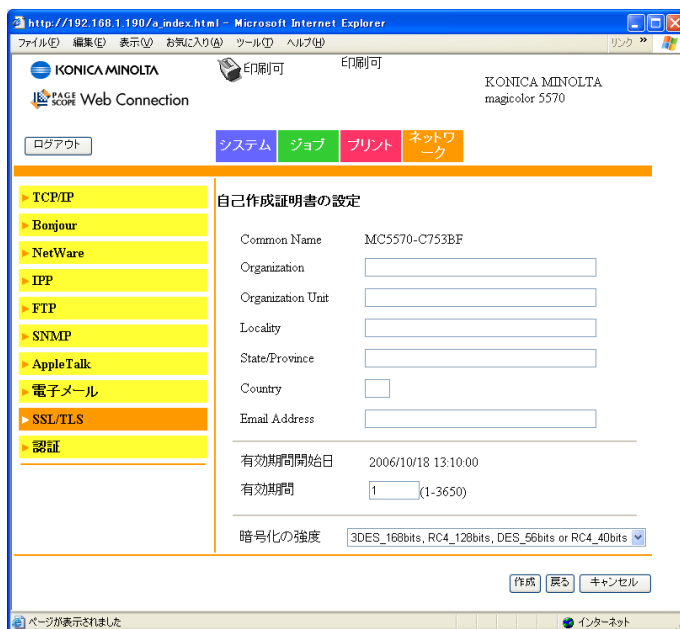 http://192.168.1.190/a_index.html - Microsoft Internet Explorer
ファイル(F) 編集(E) 表示(V) お気に入り(A) ツール(T) ヘルプ(H) リンク »
KONICA MINOLTA
印刷可
印刷可
KONICA MINOLTA
magicolor 5570
PAGE SCOPE Web Connection
ログアウト
システム
ジョブ
プリント
ネットワ
ーク
TCP/IP
Bonjour
NetWare
IPP
FTP
SNMP
AppleTalk
電子メール
SSL/TLS
認証
自己作成証明書の設定
Common Name MC5570-C753BF
Organization
Organization Unit
Locality
State/Province
Country
Email Address
有効期間開始日 2006/10/18 13:10:00
有効期間 1 (1-3650)
暗号化の強度 3DES_168bits, RC4_128bits, DES_56bits or RC4_40bits
作成 戻る キャンセル
ページが表示されました インターネット